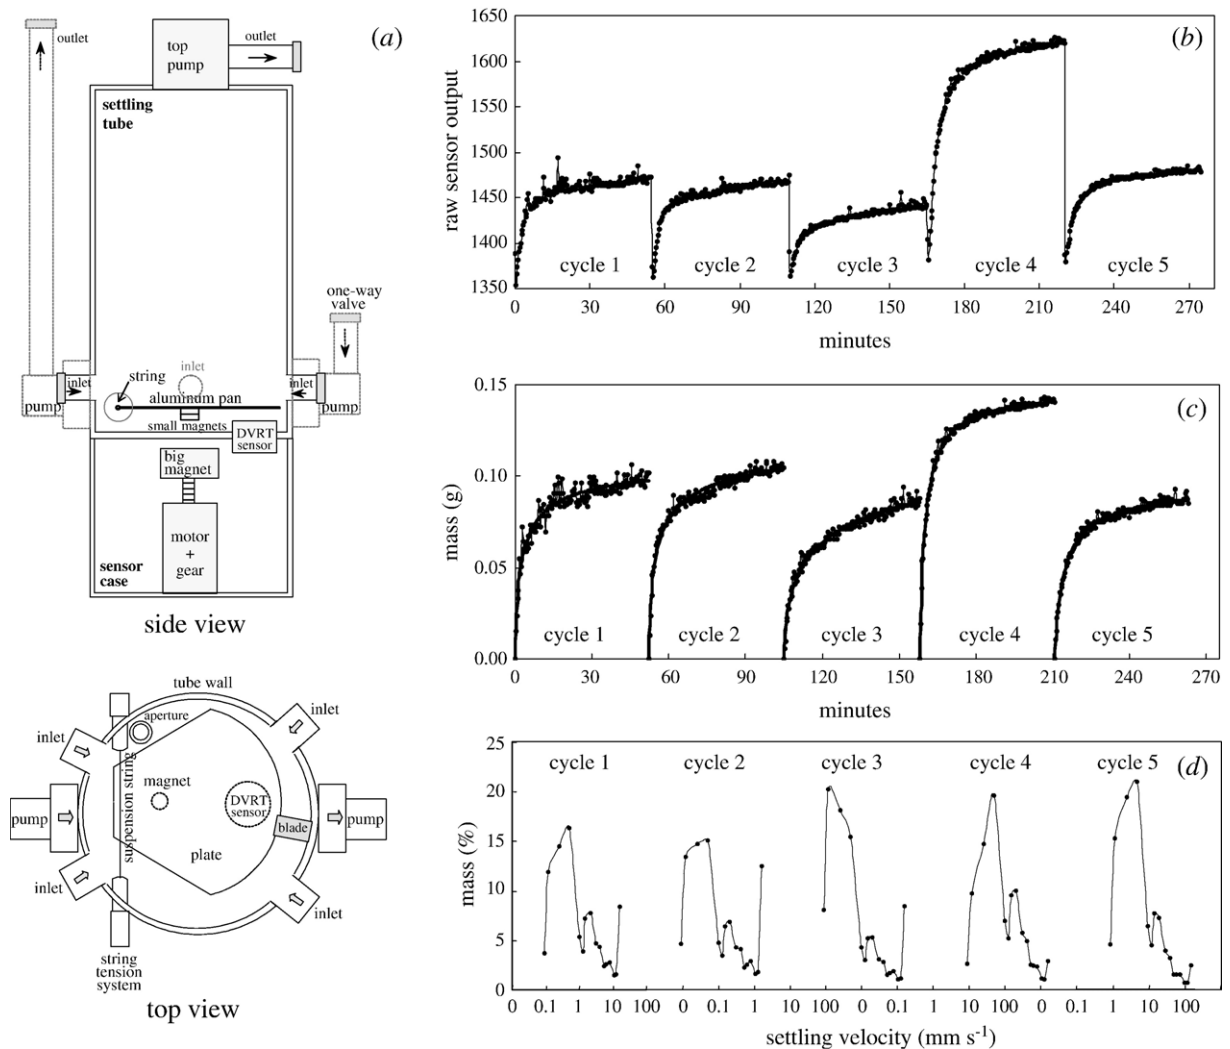 (a)
outlet
top
pump
outlet
settling
tube
one-way
valve
inlet
string
inlet
inlet
pump
aluminum pan
pump
small magnets
DVRT
sensor
big
magnet
motor
+
gear
sensor
case
side view
tube wall
aperture
inlet
inlet
suspension string
magnet
DVRT
sensor
pump
pump
blade
plate
inlet
inlet
string
tension
system
top view
(b)
raw sensor output
1650
1600
1550
1500
1450
1400
1350
cycle 1
cycle 2
cycle 3
cycle 4
cycle 5
0 30 60 90 120 150 180 210 240 270
minutes
(c)
mass (g)
0.15
0.10
0.05
0.00
cycle 1
cycle 2
cycle 3
cycle 4
cycle 5
0 30 60 90 120 150 180 210 240 270
minutes
(d)
mass (%)
25
20
15
10
5
0
cycle 1
cycle 2
cycle 3
cycle 4
cycle 5
0 0.1 1 10 100 0 0.1 1 10 100 0 0.1 1 10 0 0.1 1 10 100
settling velocity (mm s-1)